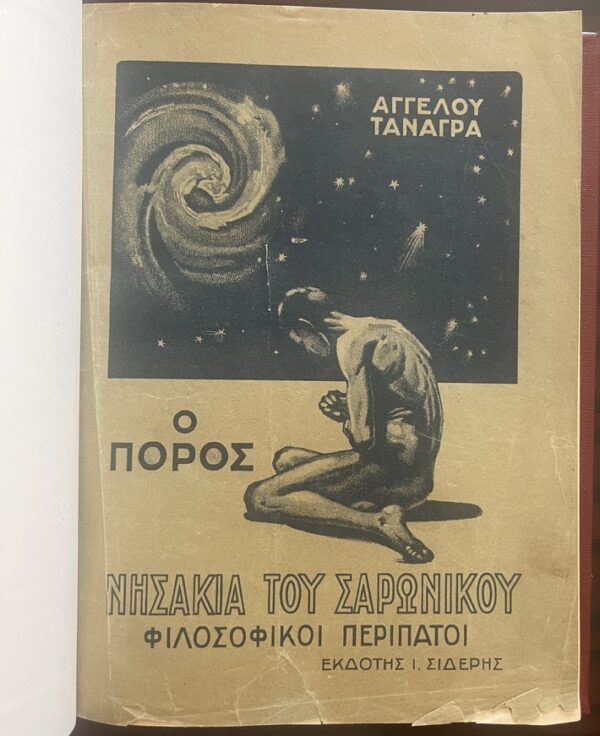 ΑΓΓΕΛΟΥ
ΤΑΝΑΓΡΑ
Ο
ΠΟΡΟΣ
ΝΗΣΑΚΙΑ ΤΟΥ ΣΑΡΩΝΙΚΟΥ
ΦΙΛΟΣΟΦΙΚΟΙ ΠΕΡΙΠΑΤΟΙ
ΕΚΔΟΤΗΣ Ι. ΣΙΔΕΡΗΣ